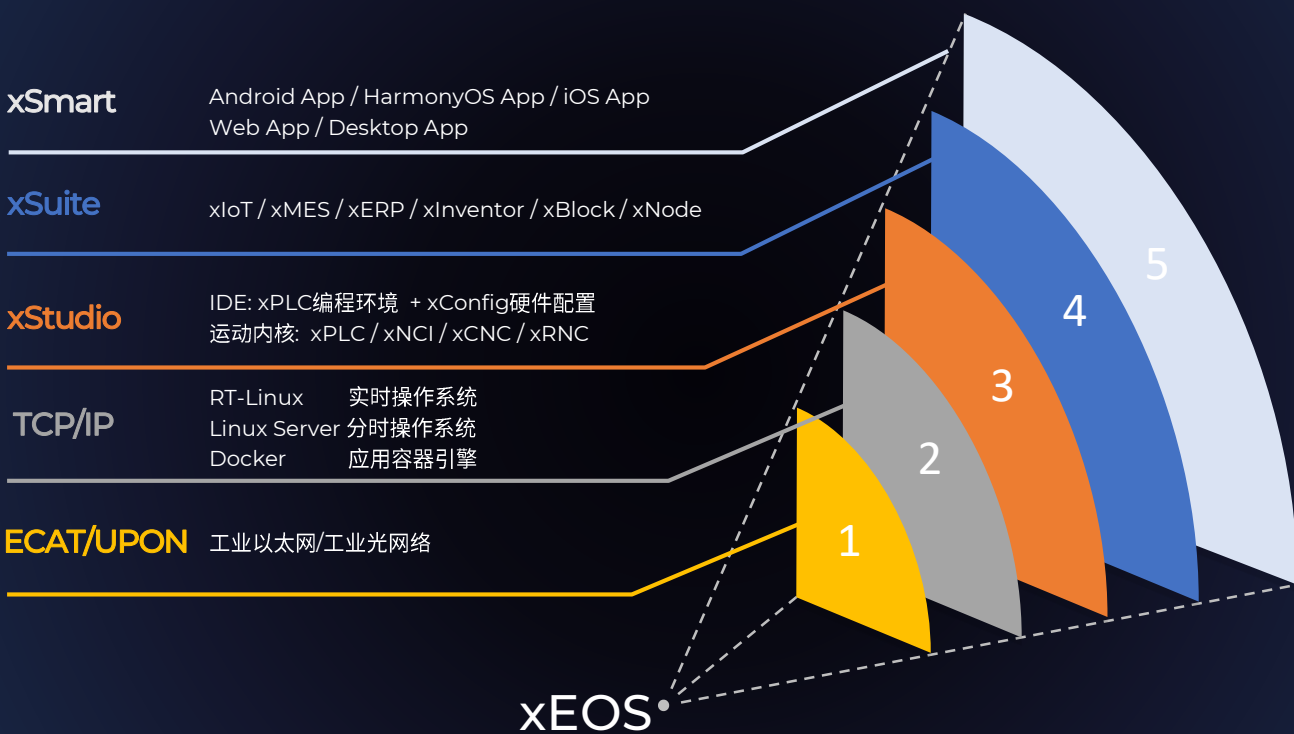 xSmart
Android App / HarmonyOS App / iOS App
Web App / Desktop App
xSuite
xIoT / xMES / xERP / xInventor / xBlock / xNode
xStudio
IDE: xPLC编程环境 + xConfig硬件配置
运动内核: xPLC / xNCI / xCNC / xRNC
TCP/IP
RT-Linux 实时操作系统
Linux Server 分时操作系统
Docker 应用容器引擎
ECAT/UPON
工业以太网/工业光网络
5
4
3
2
1
xEOS